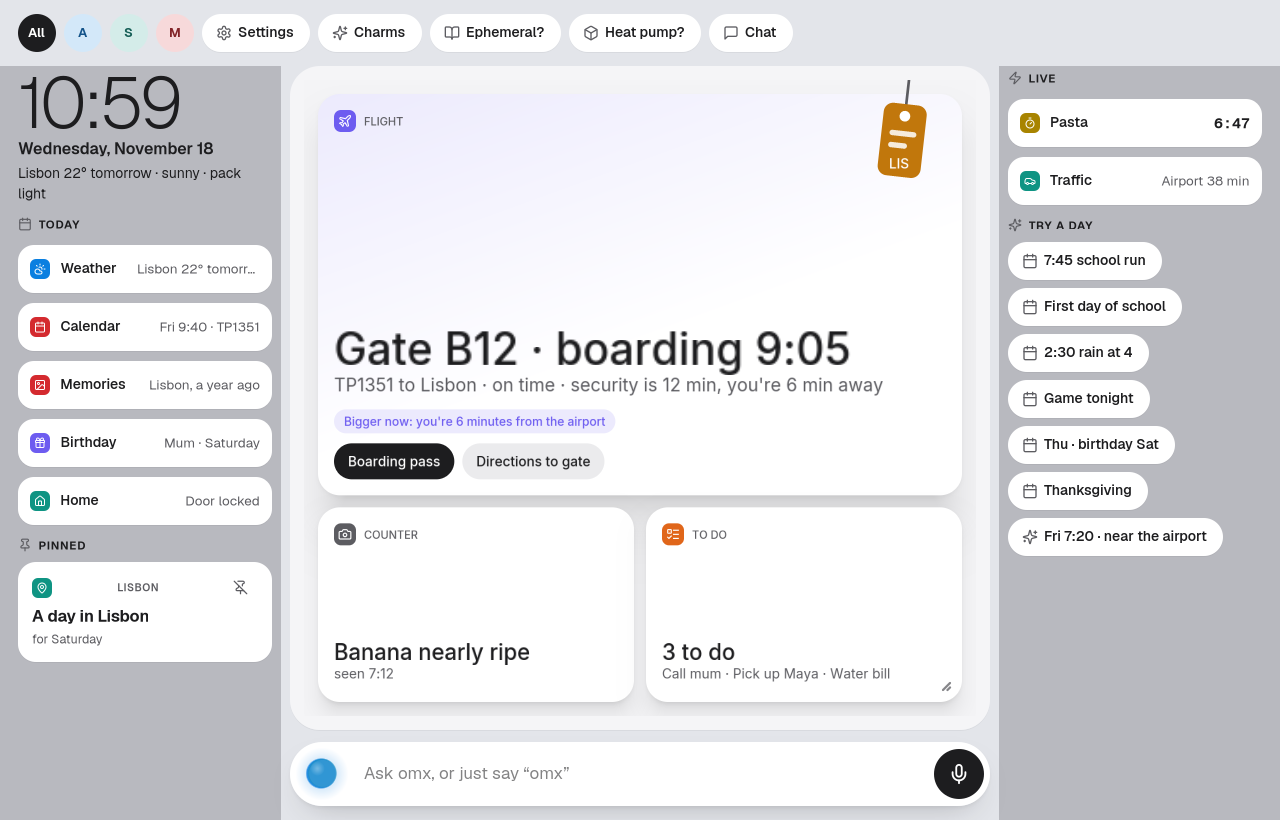 All
A
S
M
Settings
Charms
Ephemeral?
Heat pump?
Chat
10:59
Wednesday, November 18
Lisbon 22° tomorrow · sunny · pack
light
TODAY
Weather
Lisbon 22° tomorr...
Calendar
Fri 9:40 · TP1351
Memories
Lisbon, a year ago
Birthday
Mum · Saturday
Home
Door locked
PINNED
LISBON
A day in Lisbon
for Saturday
FLIGHT
LIS
Gate B12 · boarding 9:05
TP1351 to Lisbon · on time · security is 12 min, you're 6 min away
Bigger now: you're 6 minutes from the airport
Boarding pass
Directions to gate
COUNTER
Banana nearly ripe
seen 7:12
TO DO
3 to do
Call mum · Pick up Maya · Water bill
Ask omx, or just say “omx”
LIVE
Pasta
6:47
Traffic
Airport 38 min
TRY A DAY
7:45 school run
First day of school
2:30 rain at 4
Game tonight
Thu · birthday Sat
Thanksgiving
Fri 7:20 · near the airport